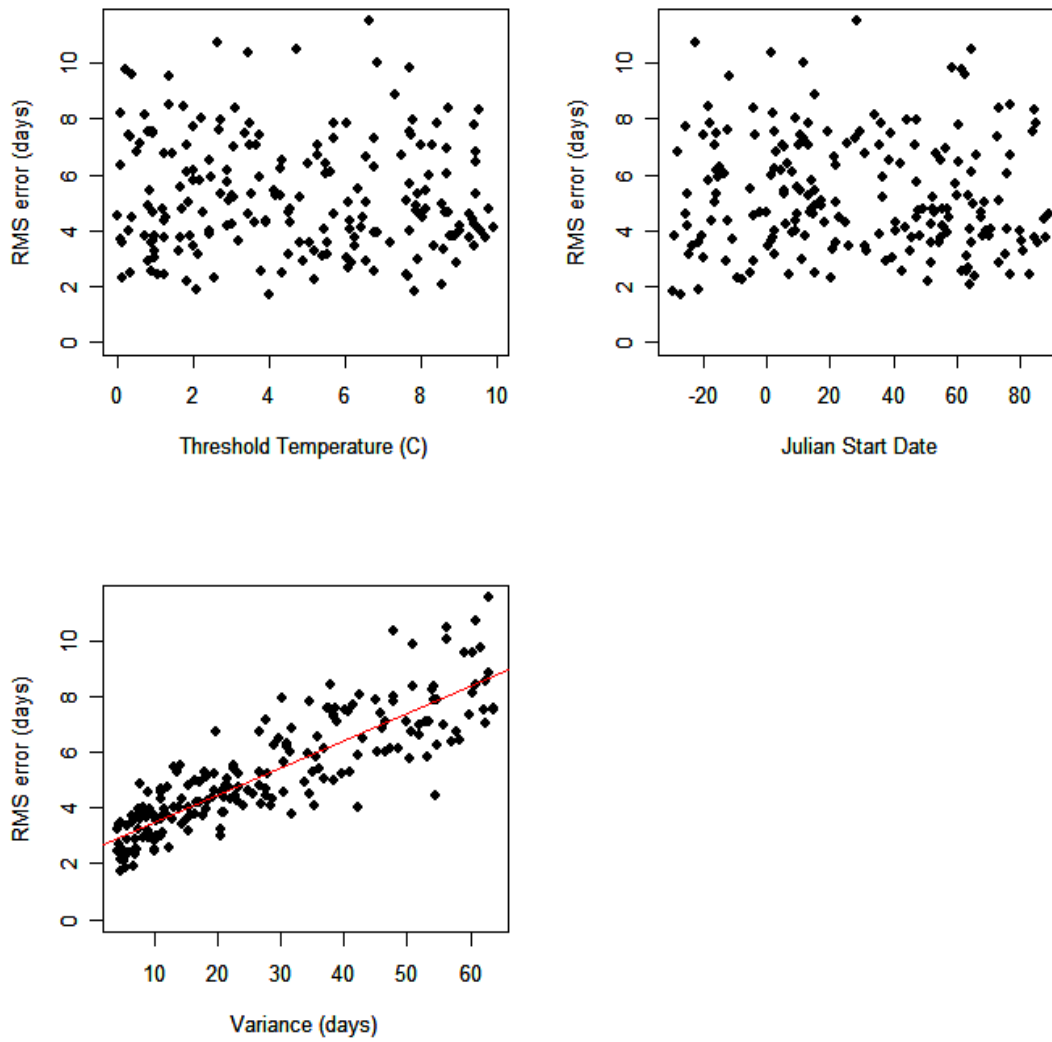 RMS error (days)
0 2 4 6 8 10
0 2 4 6 8 10
Threshold Temperature (C)
RMS error (days)
0 2 4 6 8 10
-20 0 20 40 60 80
Julian Start Date
RMS error (days)
0 2 4 6 8 10
10 20 30 40 50 60
Variance (days)